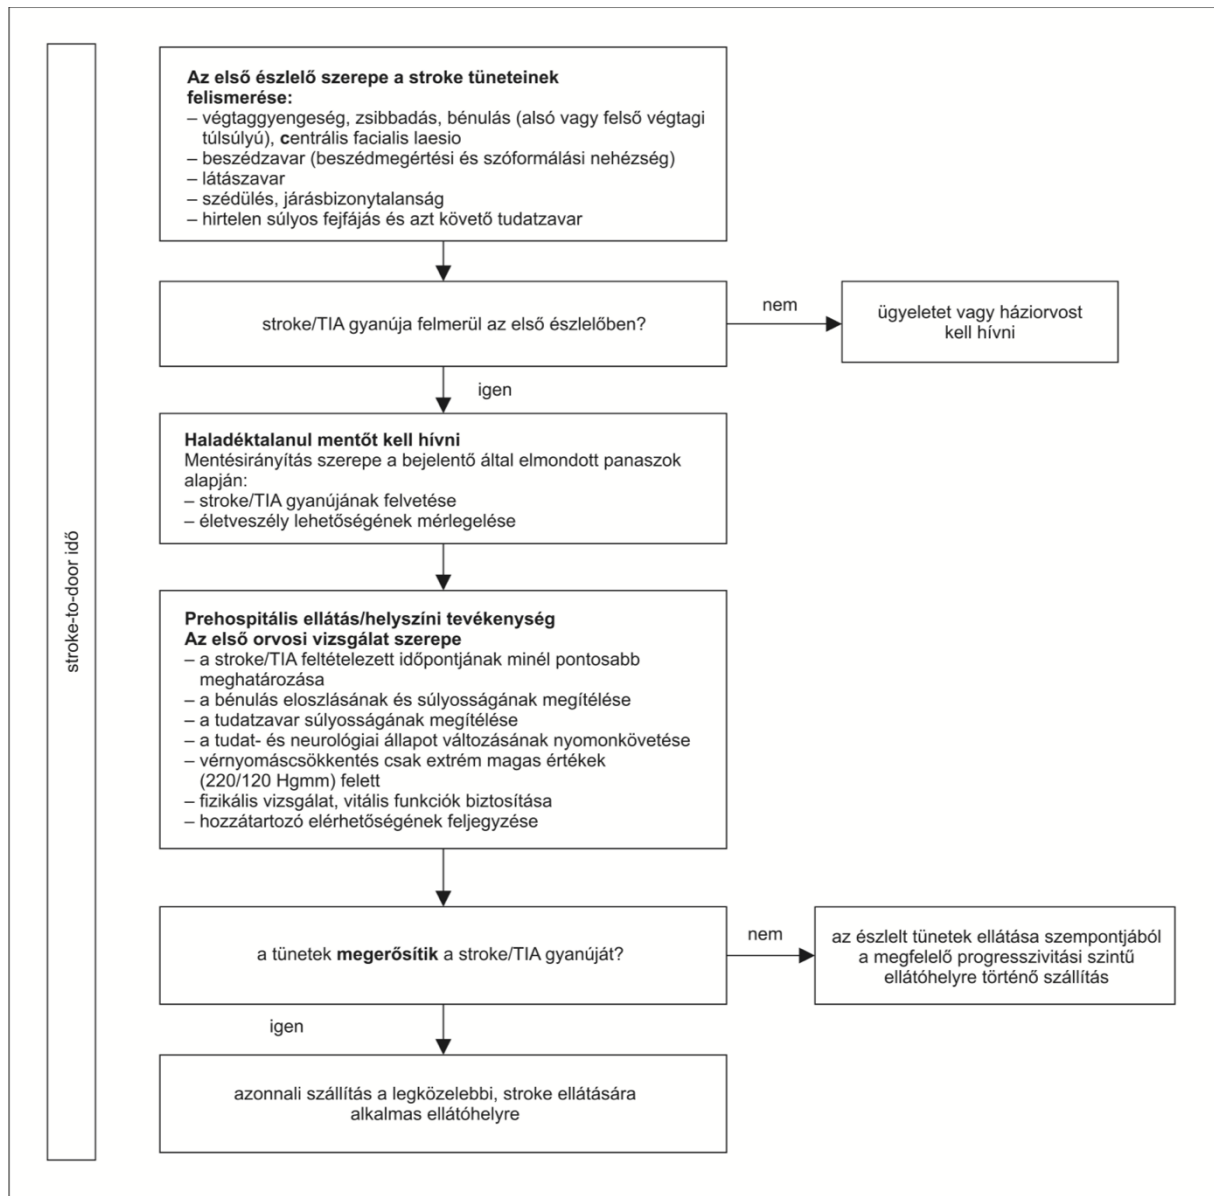 stroke-to-door idő
Az első észlelő szerepe a stroke tüneteinek
felismerése:
– végtaggyengeség, zsibbadás, bénulás (alsó vagy felső végtagi
túlsúlyú), centrális facialis laesio
– beszédzavar (beszédmegértési és szóformálási nehézség)
– látászavar
– szédülés, járásbizonytalanság
– hirtelen súlyos fejfájás és azt követő tudatzavar
stroke/TIA gyanúja felmerül az első észlelőben?
nem
ügyeletet vagy háziorvost
kell hívni
igen
Haladéktalanul mentőt kell hívni
Mentésirányítás szerepe a bejelentő által elmondott panaszok
alapján:
– stroke/TIA gyanújának felvetése
– életveszély lehetőségének mérlegelése
Prehospitális ellátás/helyszíni tevékenység
Az első orvosi vizsgálat szerepe
– a stroke/TIA feltételezett időpontjának minél pontosabb
meghatározása
– a bénulás eloszlásának és súlyosságának megítélése
– a tudatzavar súlyosságának megítélése
– a tudat- és neurológiai állapot változásának nyomonkövetése
– vérnyomáscsökkentés csak extrém magas értékek
(220/120 Hgmm) felett
– fizikális vizsgálat, vitális funkciók biztosítása
– hozzátartozó elérhetőségének feljegyzése
a tünetek megerősítik a stroke/TIA gyanúját?
nem
az észlelt tünetek ellátása szempontjából
a megfelelő progresszivitási szintű
ellátóhelyre történő szállítás
igen
azonnali szállítás a legközelebbi, stroke ellátására
alkalmas ellátóhelyre